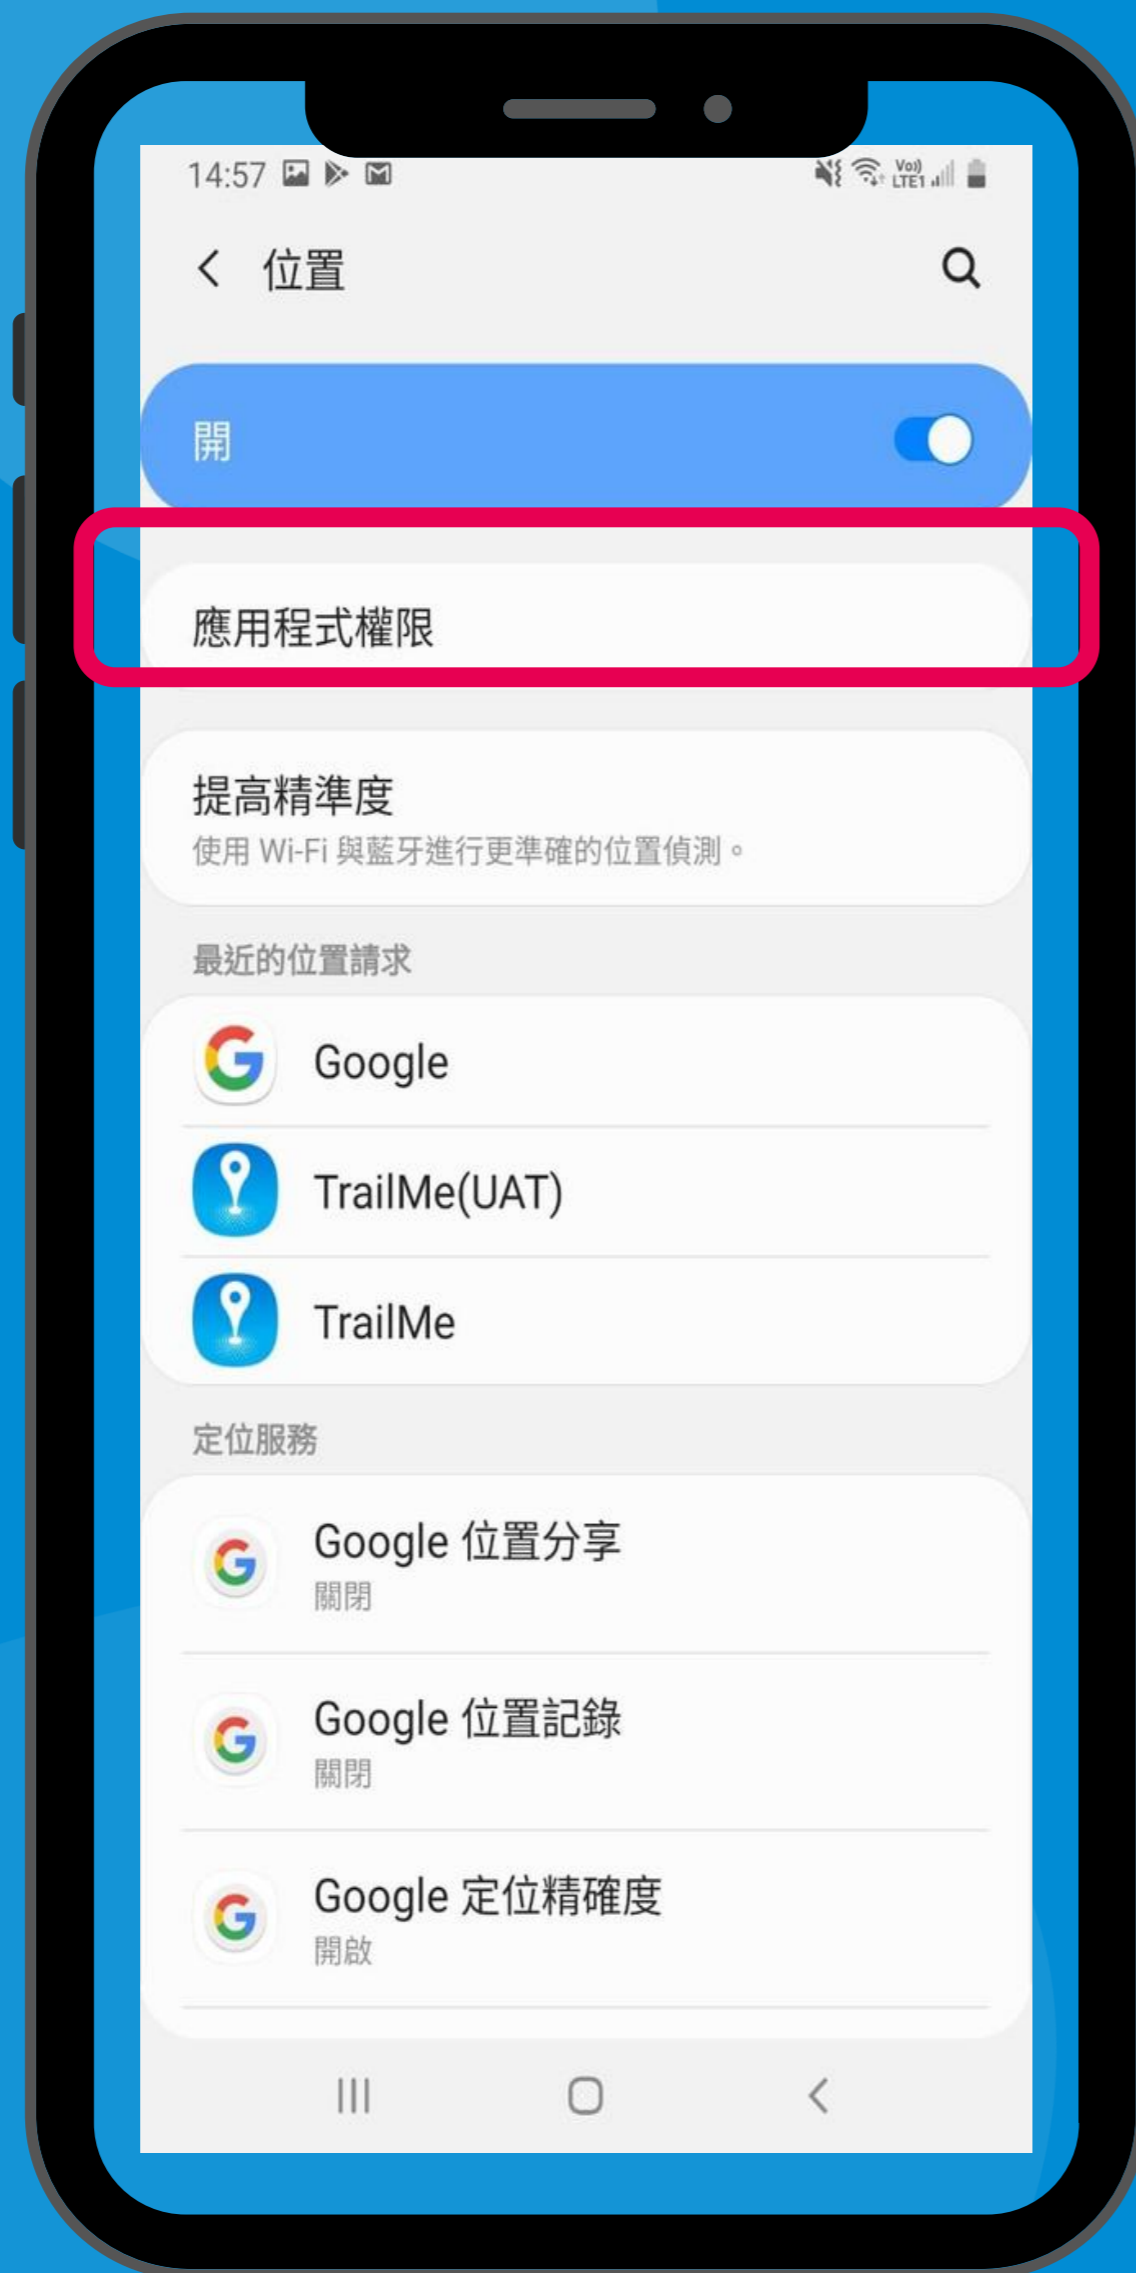 14:57
Vo)) LTE1
位置
開
應用程式權限
提高精準度
使用 Wi-Fi 與藍牙進行更準確的位置偵測。
最近的位置請求
Google
TrailMe(UAT)
TrailMe
定位服務
Google 位置分享
關閉
Google 位置記錄
關閉
Google 定位精確度
開啟